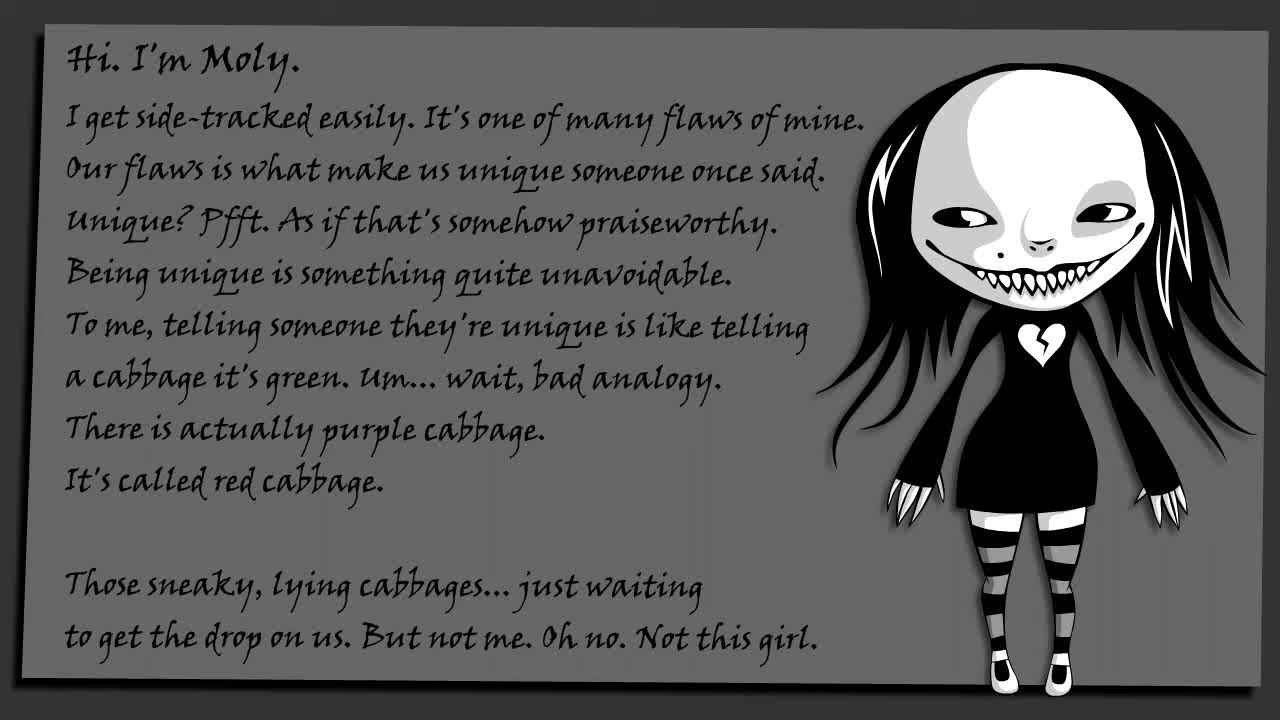 Hi. I'm Moly.
I get side-tracked easily. It's one of many flaws of mine.
Our flaws is what make us unique someone once said.
Unique? Pfft. As if that's somehow praiseworthy.
Being unique is something quite unavoidable.
To me, telling someone they're unique is like telling
a cabbage it's green. Um... wait, bad analogy.
There is actually purple cabbage.
It's called red cabbage.
Those sneaky, lying cabbages... just waiting
to get the drop on us. But not me. Oh no. Not this girl.